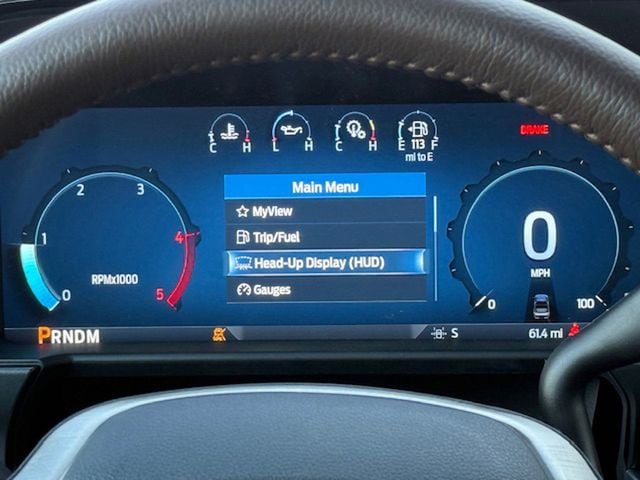 C H
L H
C H
E 113 F
mi to E
BRAKE
Main Menu
MyView
Trip/Fuel
Head-Up Display (HUD)
Gauges
0 1 2 3 4 5
RPMx1000
0
MPH
0 100
PRNDM
S
61.4 mi